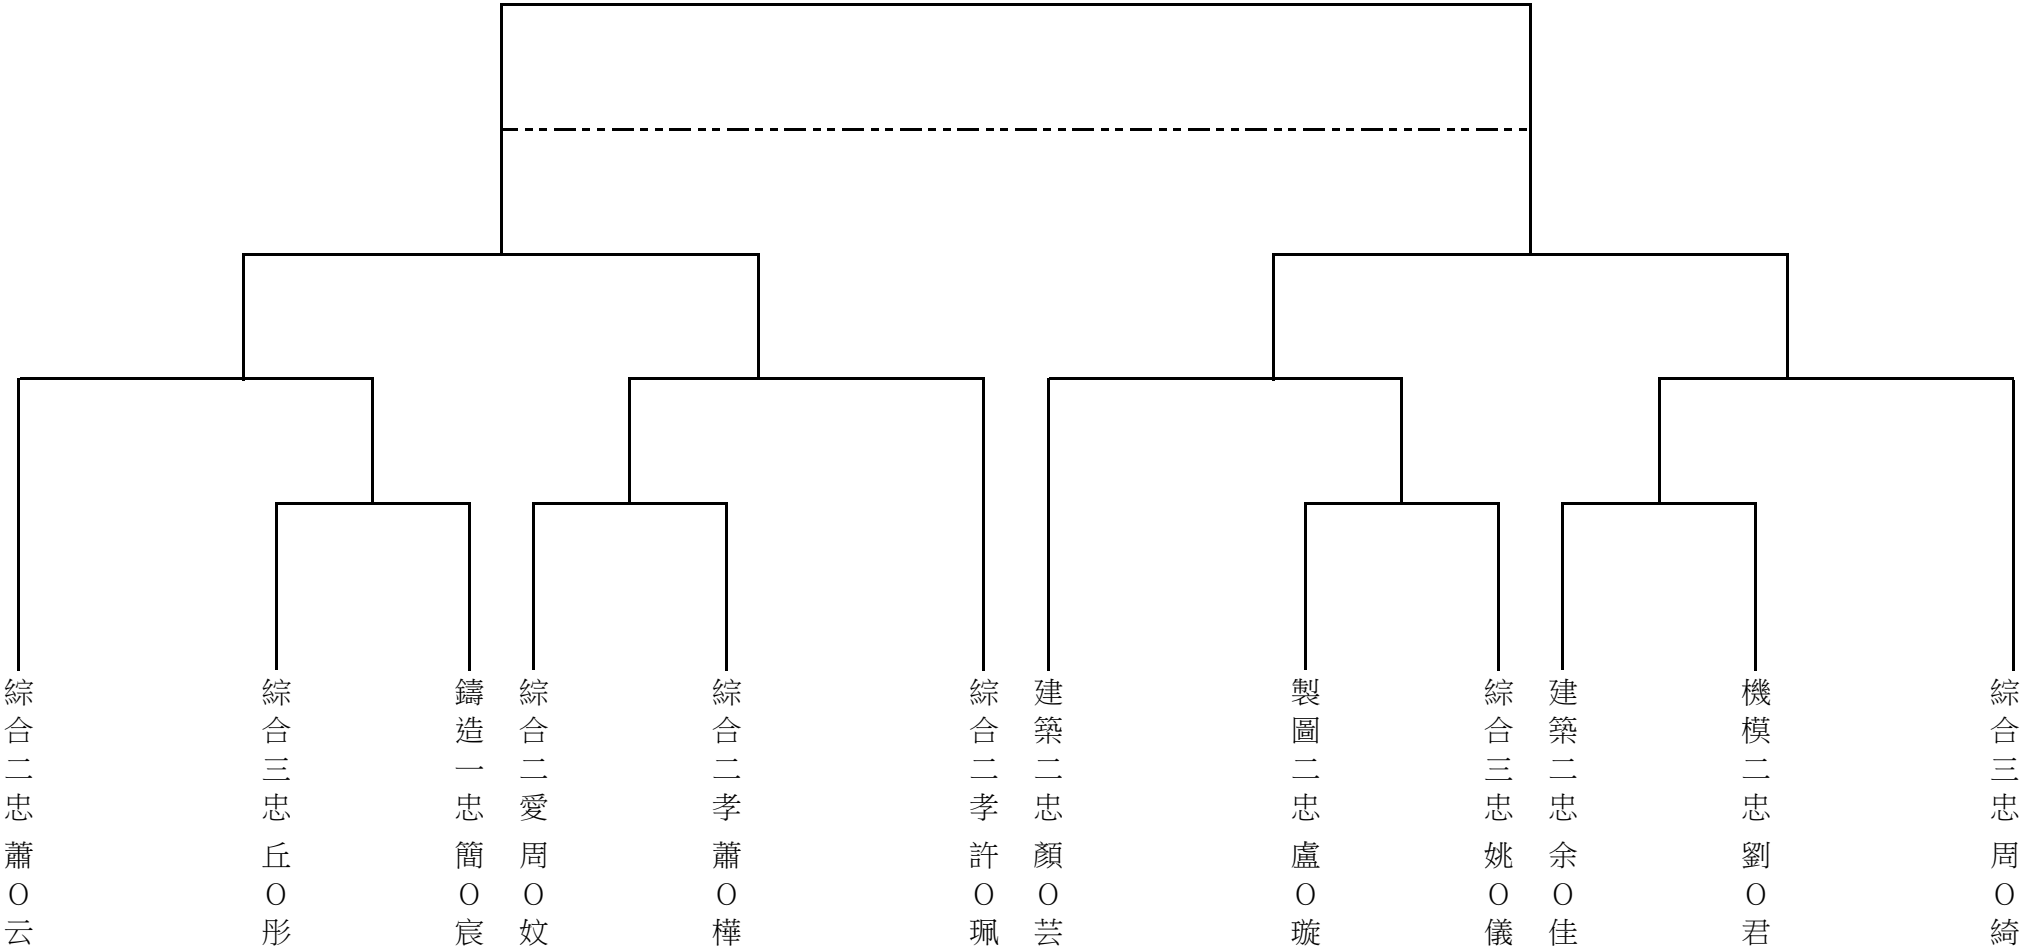 綜合二忠 蕭O云
綜合三忠 丘O彤
鑄造一忠 簡O宸
綜合二愛 周O妏
綜合二孝 蕭O樺
綜合二孝 許O珮
建築二忠 顏O芸
製圖二忠 盧O璇
綜合三忠 姚O儀
建築二忠 余O佳
機模二忠 劉O君
綜合三忠 周O綺